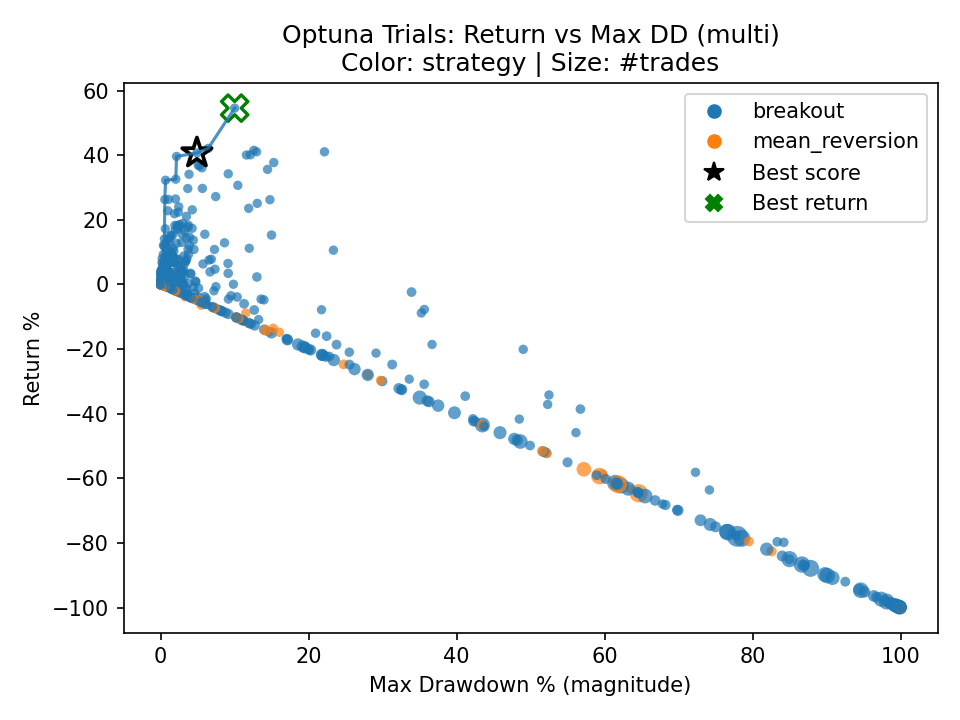 Optuna Trials: Return vs Max DD (multi)
Color: strategy | Size: #trades
60
40
20
0
−20
−40
−60
−80
−100
Return %
breakout
mean_reversion
Best score
Best return
0
20
40
60
80
100
Max Drawdown % (magnitude)